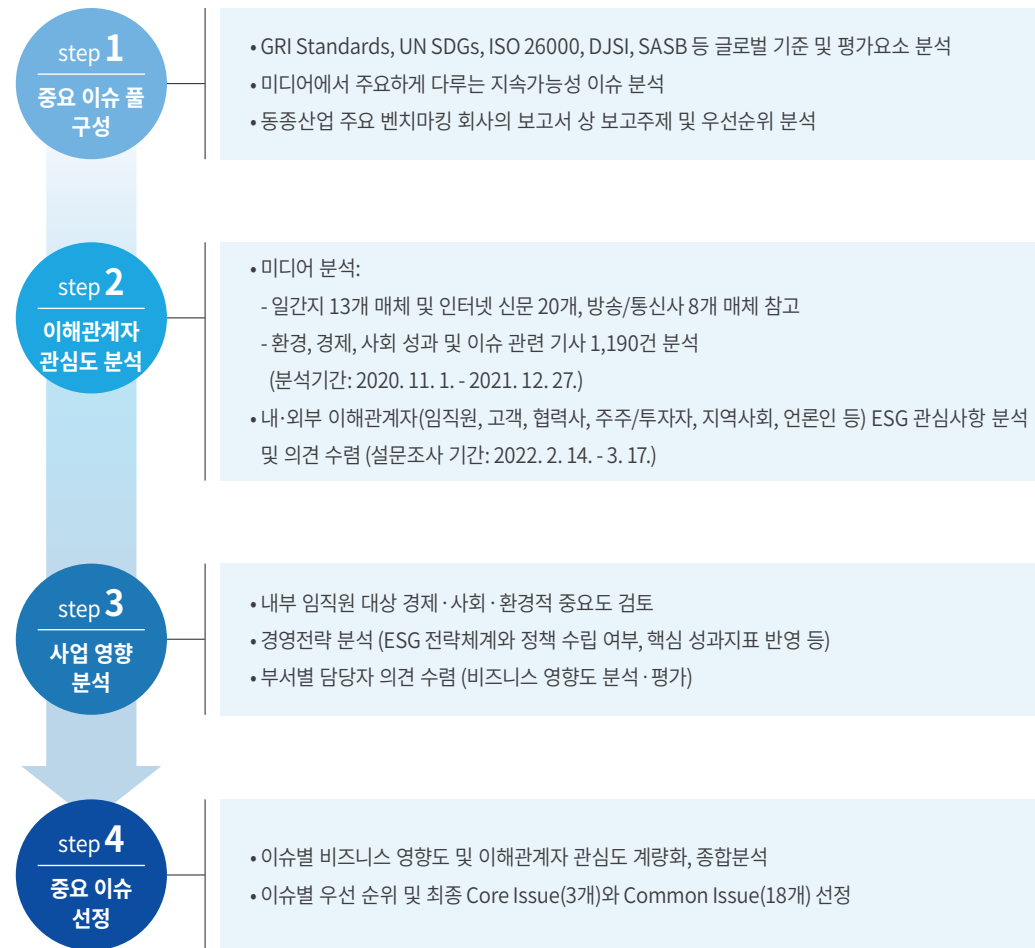 step 1
중요 이슈 풀
구성
• GRI Standards, UN SDGs, ISO 26000, DJSI, SASB 등 글로벌 기준 및 평가요소 분석
• 미디어에서 주요하게 다루는 지속가능성 이슈 분석
• 동종산업 주요 벤치마킹 회사의 보고서 상 보고주제 및 우선순위 분석
step 2
이해관계자
관심도 분석
• 미디어 분석:
- 일간지 13개 매체 및 인터넷 신문 20개, 방송/통신사 8개 매체 참고
- 환경, 경제, 사회 성과 및 이슈 관련 기사 1,190건 분석
(분석기간: 2020. 11. 1. - 2021. 12. 27.)
• 내·외부 이해관계자(임직원, 고객, 협력사, 주주/투자자, 지역사회, 언론인 등) ESG 관심사항 분석
및 의견 수렴 (설문조사 기간: 2022. 2. 14. - 3. 17.)
step 3
사업 영향
분석
• 내부 임직원 대상 경제·사회·환경적 중요도 검토
• 경영전략 분석 (ESG 전략체계와 정책 수립 여부, 핵심 성과지표 반영 등)
• 부서별 담당자 의견 수렴 (비즈니스 영향도 분석·평가)
step 4
중요 이슈
선정
• 이슈별 비즈니스 영향도 및 이해관계자 관심도 계량화, 종합분석
• 이슈별 우선 순위 및 최종 Core Issue(3개)와 Common Issue(18개) 선정